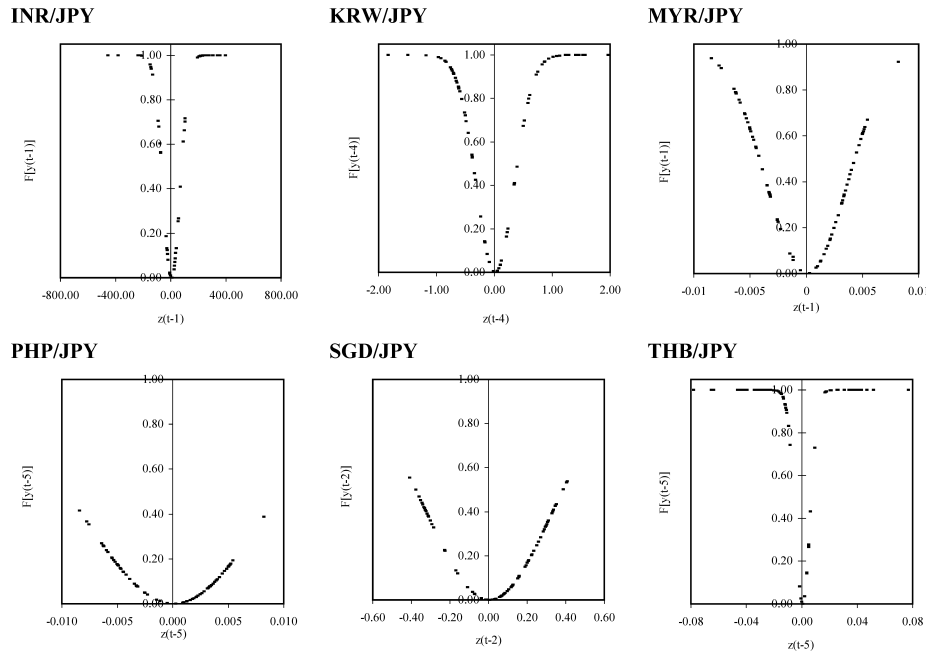 INR/JPY
KRW/JPY
MYR/JPY
F[y(t-1)]
1.00
0.80
0.60
0.40
0.20
0.00
-800.00 -400.00 0.00 400.00 800.00
z(t-1)
F[y(t-4)]
1.00
0.80
0.60
0.40
0.20
0.00
-2.00 -1.00 0.00 1.00 2.00
z(t-4)
F[y(t-1)]
1.00
0.80
0.60
0.40
0.20
0.00
-0.01 -0.005 0 0.005 0.01
z(t-1)
PHP/JPY
SGD/JPY
THB/JPY
F[y(t-5)]
1.00
0.80
0.60
0.40
0.20
0.00
-0.010 -0.005 0.000 0.005 0.010
z(t-5)
F[y(t-2)]
1.00
0.80
0.60
0.40
0.20
0.00
-0.60 -0.40 -0.20 0.00 0.20 0.40 0.60
z(t-2)
F[y(t-5)]
1.00
0.80
0.60
0.40
0.20
0.00
-0.08 -0.04 0.00 0.04 0.08
z(t-5)